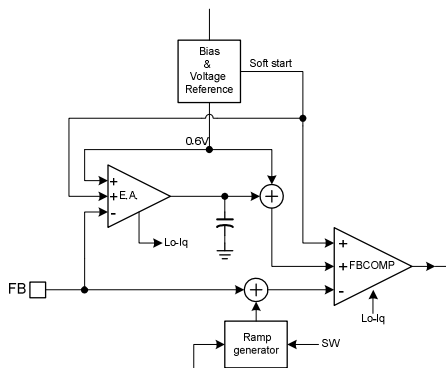 Bias
&
Voltage
Reference
Soft start
0.6V
+
+ E.A.
-
+
Lo-Iq
+
+ FBCOMP
-
FB
+
Lo-Iq
Ramp
generator
SW